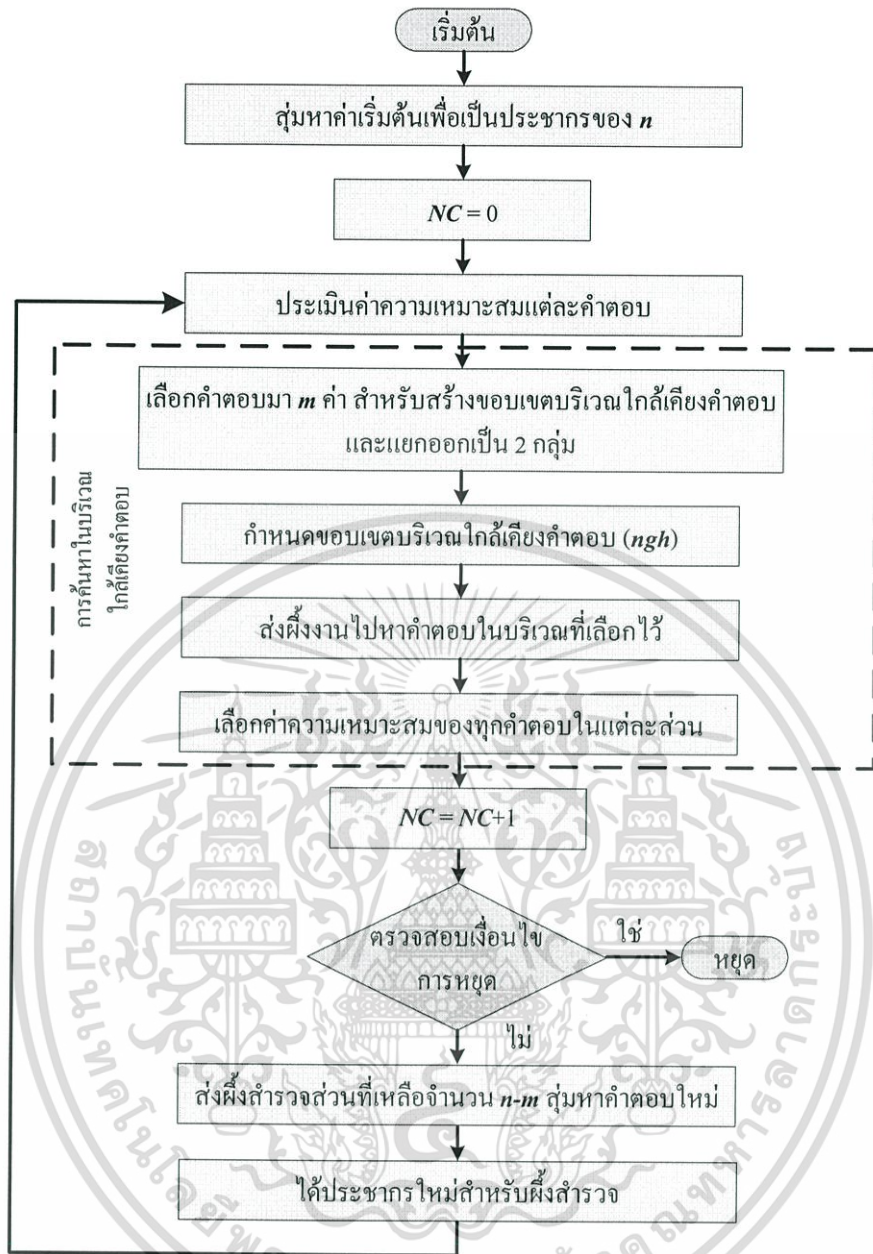 เริ่มต้น
สุ่มหาค่าเริ่มต้นเพื่อเป็นประชากรของ n
NC = 0
ประเมินค่าความเหมาะสมแต่ละคำตอบ
การค้นหาในบริเวณ
ใกล้เคียงคำตอบ
เลือกคำตอบมา m ค่า สำหรับสร้างขอบเขตบริเวณใกล้เคียงคำตอบ
และแยกออกเป็น 2 กลุ่ม
กำหนดขอบเขตบริเวณใกล้เคียงคำตอบ (ngh)
ส่งผึ้งงานไปหาคำตอบในบริเวณที่เลือกไว้
เลือกค่าความเหมาะสมของทุกคำตอบในแต่ละส่วน
NC = NC+1
ตรวจสอบเงื่อนไข
การหยุด
ใช่
หยุด
ไม่
ส่งผึ้งสำรวจส่วนที่เหลือจำนวน n-m สุ่มหาคำตอบใหม่
ได้ประชากรใหม่สำหรับผึ้งสำรวจ